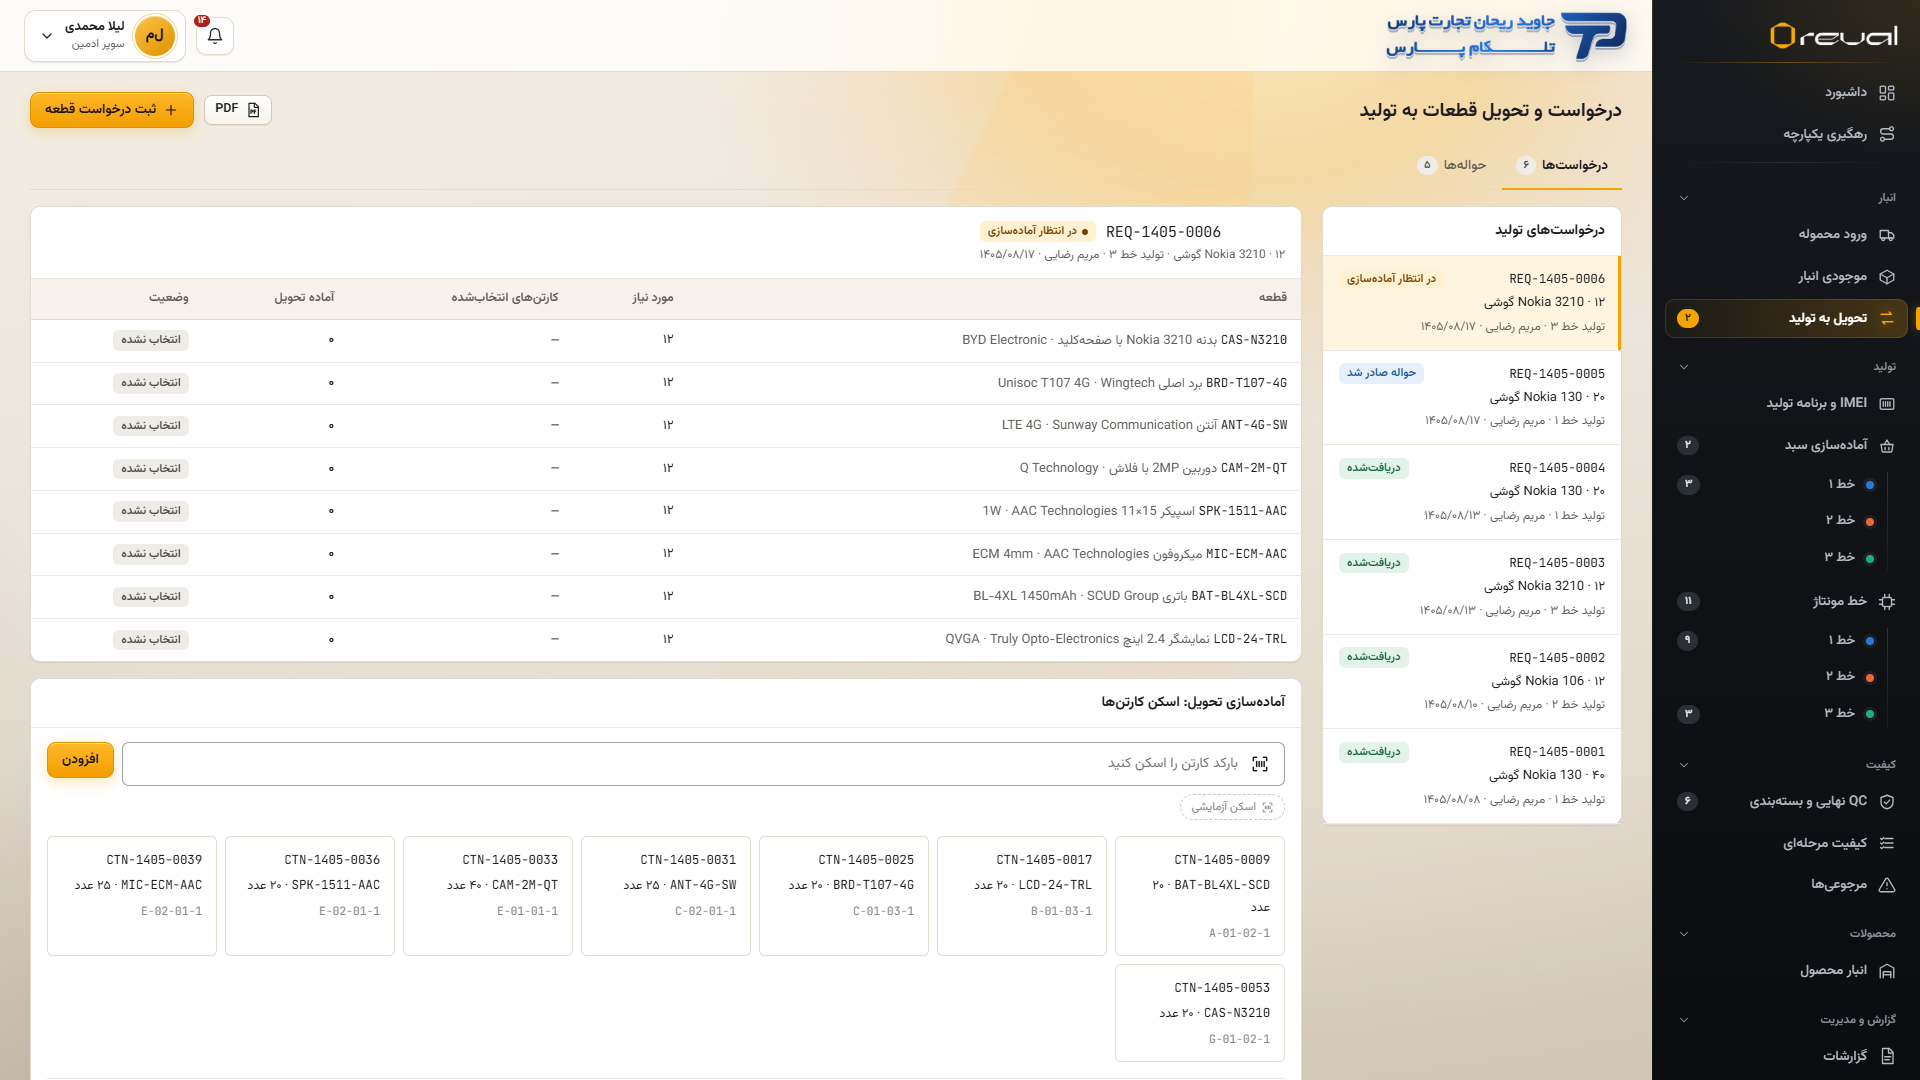 Oreval
داشبورد
رهگیری یکپارچه
انبار
ورود محموله
موجودی انبار
تحویل به تولید ۲
تولید
IMEI و برنامه تولید
آماده‌سازی سبد ۲
خط ۱ ۳
خط ۲
خط ۳
خط مونتاژ ۱۱
خط ۱ ۹
خط ۲
خط ۳ ۳
کیفیت
QC نهایی و بسته‌بندی ۶
کیفیت مرحله‌ای
مرجوعی‌ها
محصولات
انبار محصول
گزارش و مدیریت
گزارشات
جاوید ریحان تجارت پارس
تلکام پارس
۱۴
لیلا محمدی
سوپر ادمین
ل‌م
درخواست و تحویل قطعات به تولید
PDF
ثبت درخواست قطعه
درخواست‌ها ۶
حواله‌ها ۵
درخواست‌های تولید
REQ-1405-0006 در انتظار آماده‌سازی
۱۲ · Nokia 3210 گوشی
تولید خط ۳ · مریم رضایی · ۱۴۰۵/۰۸/۱۷
REQ-1405-0005 حواله صادر شد
۲۰ · Nokia 130 گوشی
تولید خط ۱ · مریم رضایی · ۱۴۰۵/۰۸/۱۷
REQ-1405-0004 دریافت‌شده
۲۰ · Nokia 130 گوشی
تولید خط ۱ · مریم رضایی · ۱۴۰۵/۰۸/۱۳
REQ-1405-0003 دریافت‌شده
۱۲ · Nokia 3210 گوشی
تولید خط ۳ · مریم رضایی · ۱۴۰۵/۰۸/۱۳
REQ-1405-0002 دریافت‌شده
۱۲ · Nokia 106 گوشی
تولید خط ۲ · مریم رضایی · ۱۴۰۵/۰۸/۱۰
REQ-1405-0001 دریافت‌شده
۴۰ · Nokia 130 گوشی
تولید خط ۱ · مریم رضایی · ۱۴۰۵/۰۸/۰۸
REQ-1405-0006 در انتظار آماده‌سازی
۱۲ · Nokia 3210 گوشی · تولید خط ۳ · مریم رضایی · ۱۴۰۵/۰۸/۱۷
قطعه مورد نیاز کارتن‌های انتخاب‌شده آماده تحویل وضعیت
CAS-N3210 بدنه Nokia 3210 با صفحه‌کلید · BYD Electronic ۱۲ — ۰ انتخاب نشده
BRD-T107-4G برد اصلی Unisoc T107 4G · Wingtech ۱۲ — ۰ انتخاب نشده
ANT-4G-SW آنتن LTE 4G · Sunway Communication ۱۲ — ۰ انتخاب نشده
CAM-2M-QT دوربین 2MP با فلاش · Q Technology ۱۲ — ۰ انتخاب نشده
SPK-1511-AAC اسپیکر 15×11 1W · AAC Technologies ۱۲ — ۰ انتخاب نشده
MIC-ECM-AAC میکروفون ECM 4mm · AAC Technologies ۱۲ — ۰ انتخاب نشده
BAT-BL4XL-SCD باتری BL-4XL 1450mAh · SCUD Group ۱۲ — ۰ انتخاب نشده
LCD-24-TRL نمایشگر 2.4 اینچ QVGA · Truly Opto-Electronics ۱۲ — ۰ انتخاب نشده
آماده‌سازی تحویل: اسکن کارتن‌ها
بارکد کارتن را اسکن کنید
افزودن
اسکن آزمایشی
CTN-1405-0009
BAT-BL4XL-SCD · ۲۰
عدد
A-01-02-1
CTN-1405-0017
LCD-24-TRL · ۲۰ عدد
B-01-03-1
CTN-1405-0025
BRD-T107-4G · ۲۰ عدد
C-01-03-1
CTN-1405-0031
ANT-4G-SW · ۲۵ عدد
C-02-01-1
CTN-1405-0033
CAM-2M-QT · ۴۰ عدد
E-01-01-1
CTN-1405-0036
SPK-1511-AAC · ۲۰ عدد
E-02-01-1
CTN-1405-0039
MIC-ECM-AAC · ۲۵ عدد
E-02-01-1
CTN-1405-0053
CAS-N3210 · ۲۰ عدد
G-01-02-1